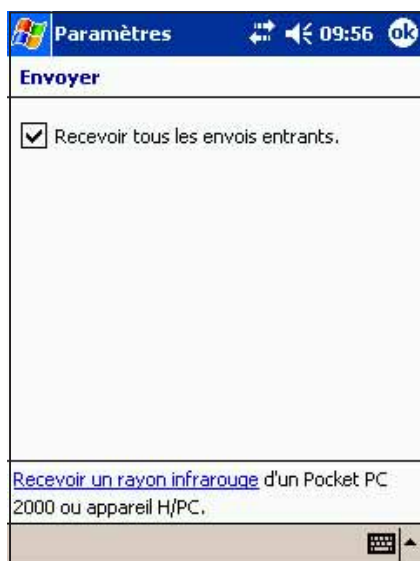 Paramètres 09:56 ok
Envoyer
Recevoir tous les envois entrants.
Recevoir un rayon infrarouge d'un Pocket PC
2000 ou appareil H/PC.